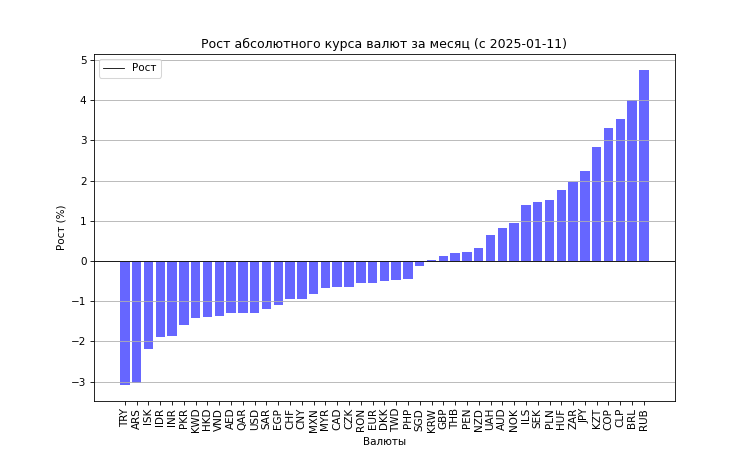 Рост абсолютного курса валют за месяц (с 2025-01-11)
Рост
5
4
3
2
1
0
−1
−2
−3
Рост (%)
TRY
ARS
ISK
IDR
INR
PKR
KWD
HKD
VND
AED
QAR
USD
SAR
EGP
CHF
CNY
MXN
MYR
CAD
CZK
RON
EUR
DKK
TWD
PHP
SGD
KRW
GBP
THB
PEN
NZD
UAH
AUD
NOK
ILS
SEK
PLN
HUF
ZAR
JPY
KZT
COP
CLP
BRL
RUB
Валюты